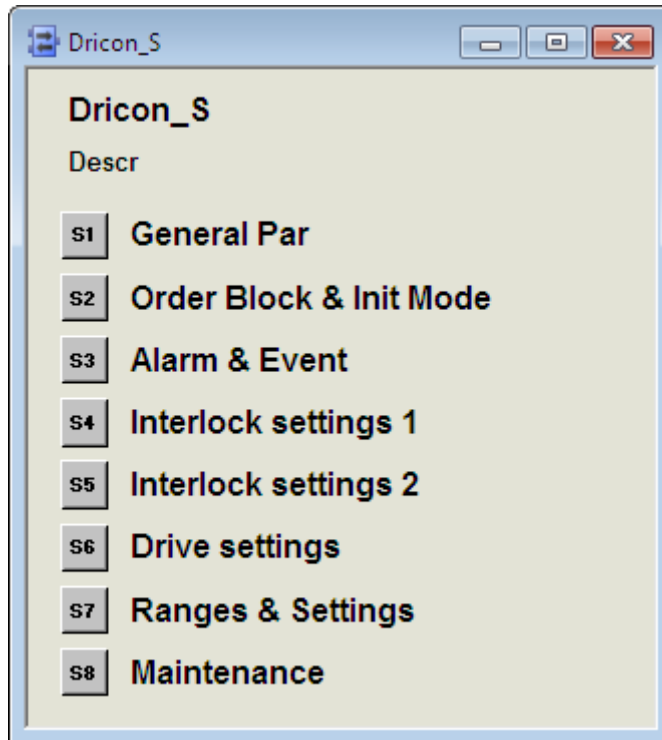 Dricon_S
Dricon_S
Descr
S1 General Par
S2 Order Block & Init Mode
S3 Alarm & Event
S4 Interlock settings 1
S5 Interlock settings 2
S6 Drive settings
S7 Ranges & Settings
S8 Maintenance